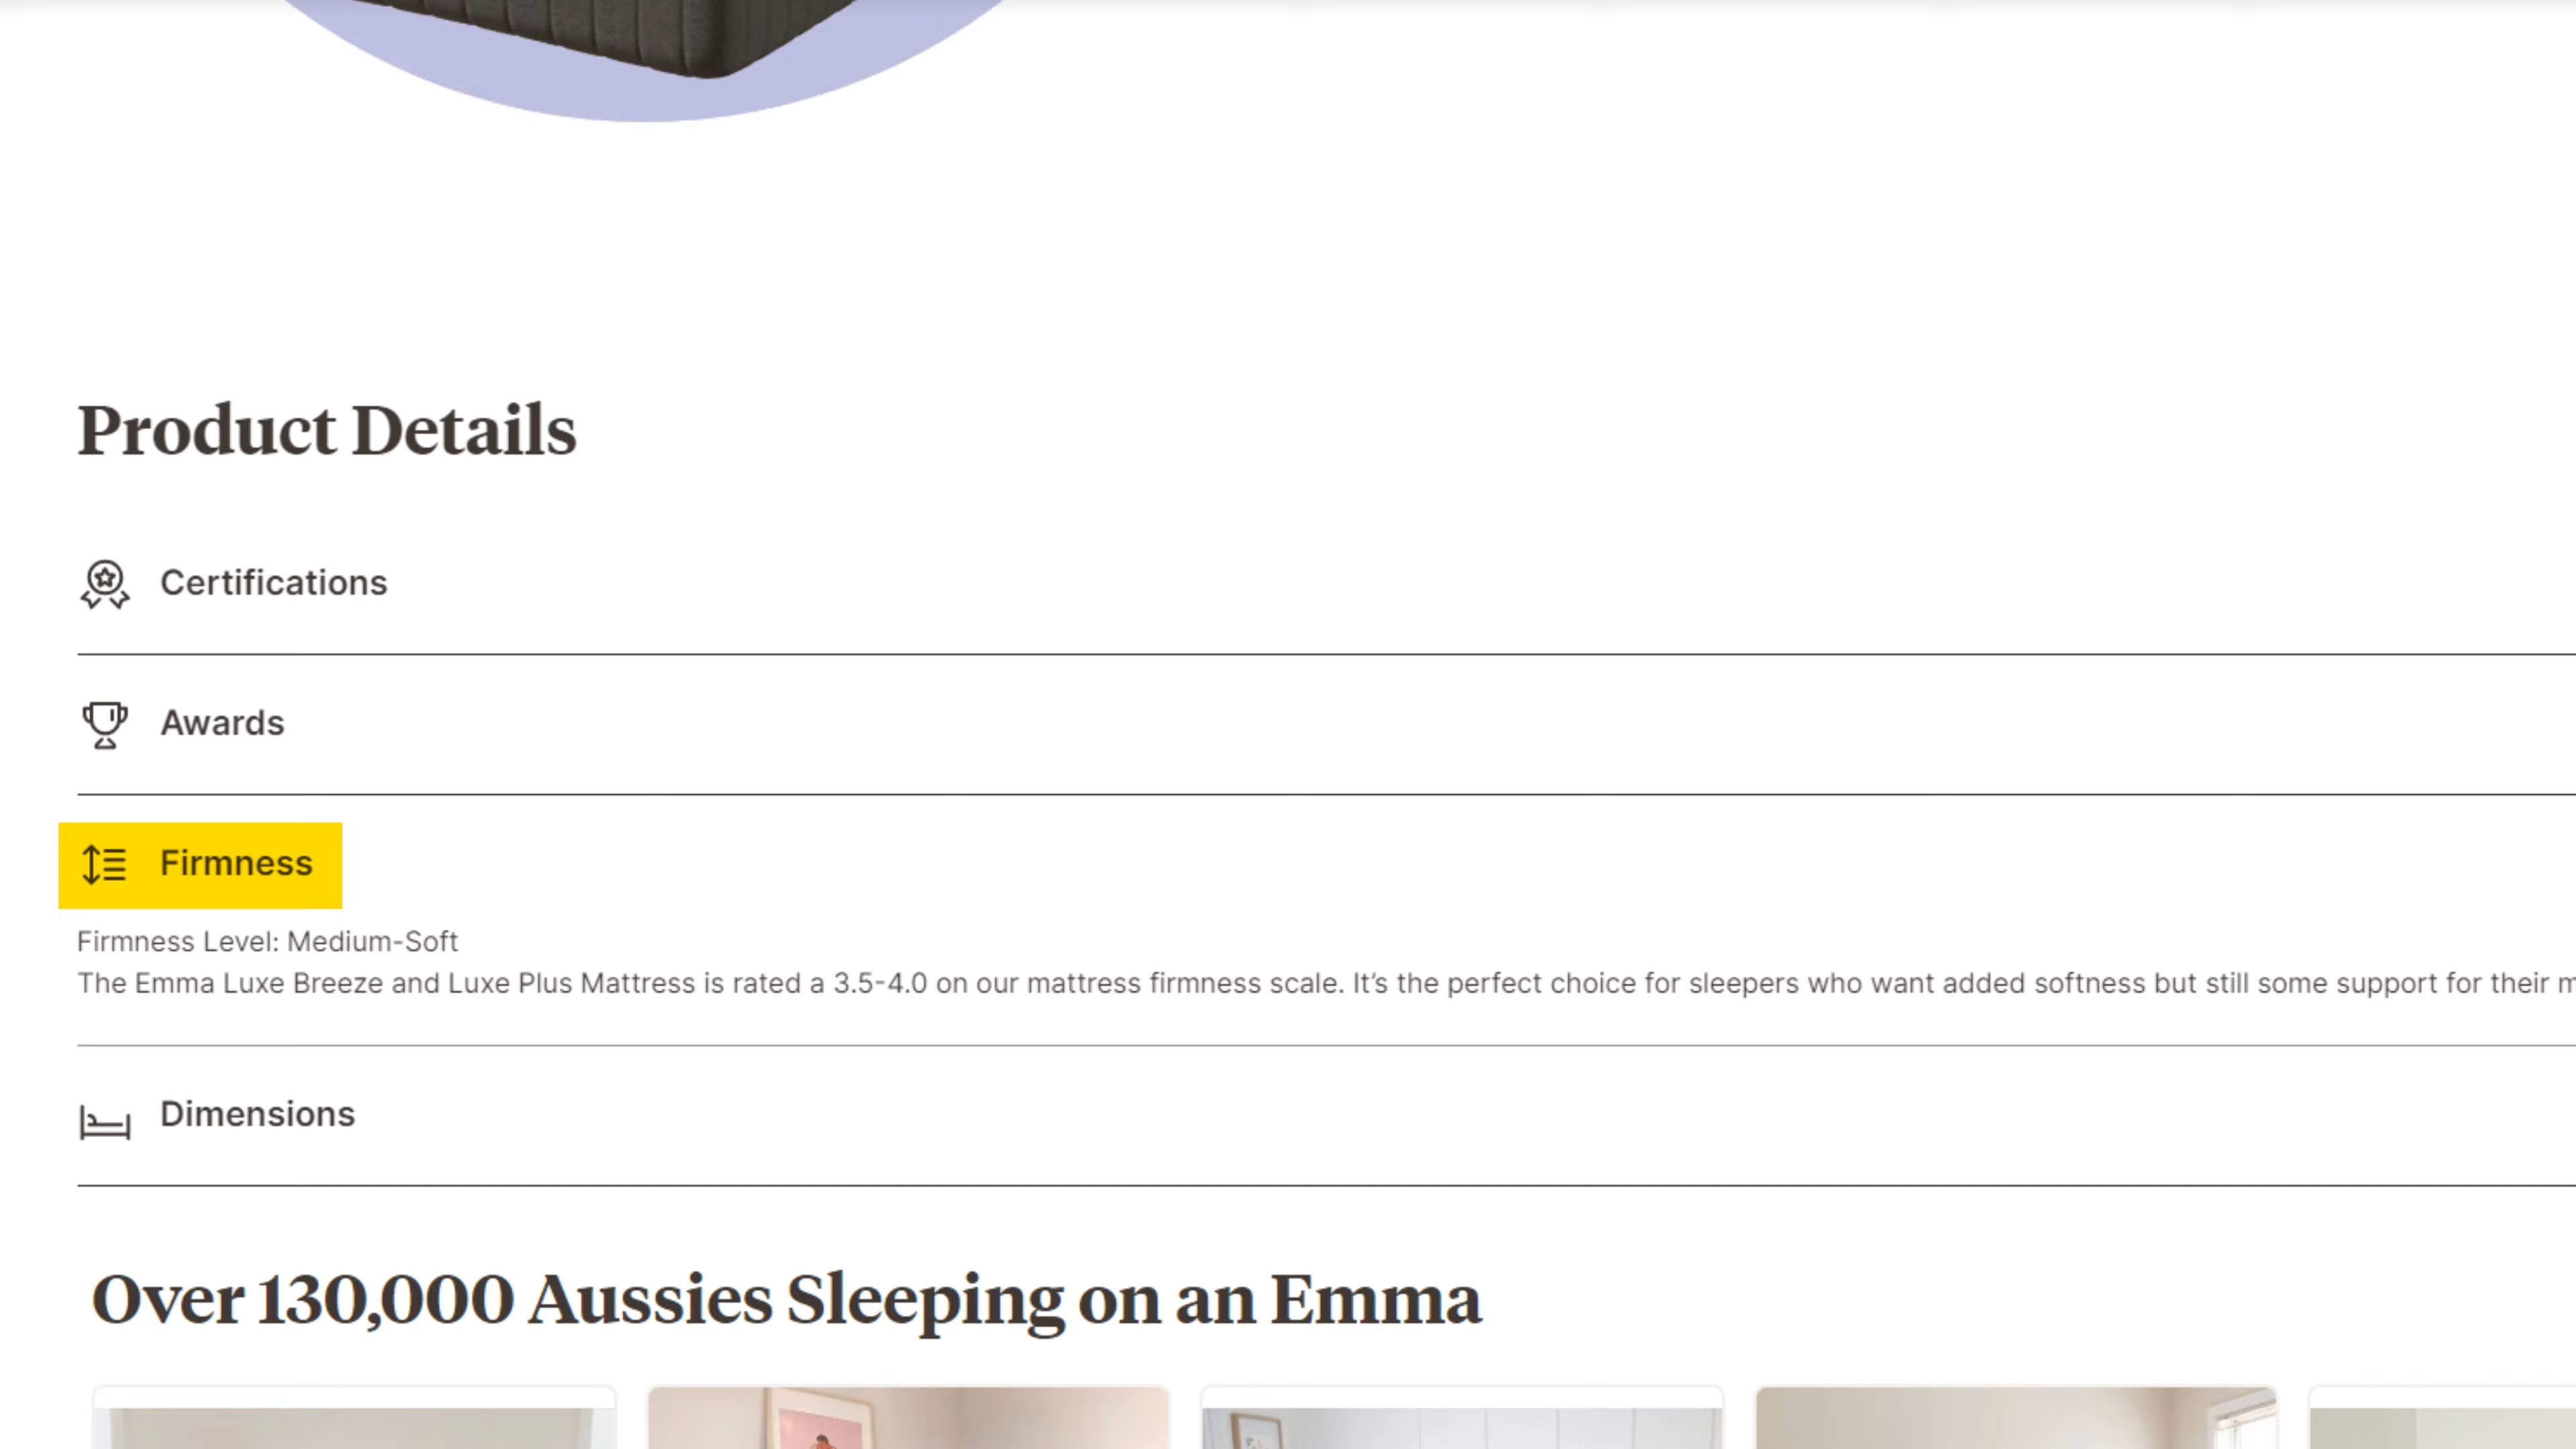 Product Details
Certifications
Awards
Firmness
Firmness Level: Medium-Soft
The Emma Luxe Breeze and Luxe Plus Mattress is rated a 3.5-4.0 on our mattress firmness scale. It's the perfect choice for sleepers who want added softness but still some support for their
Dimensions
Over 130,000 Aussies Sleeping on an Emma